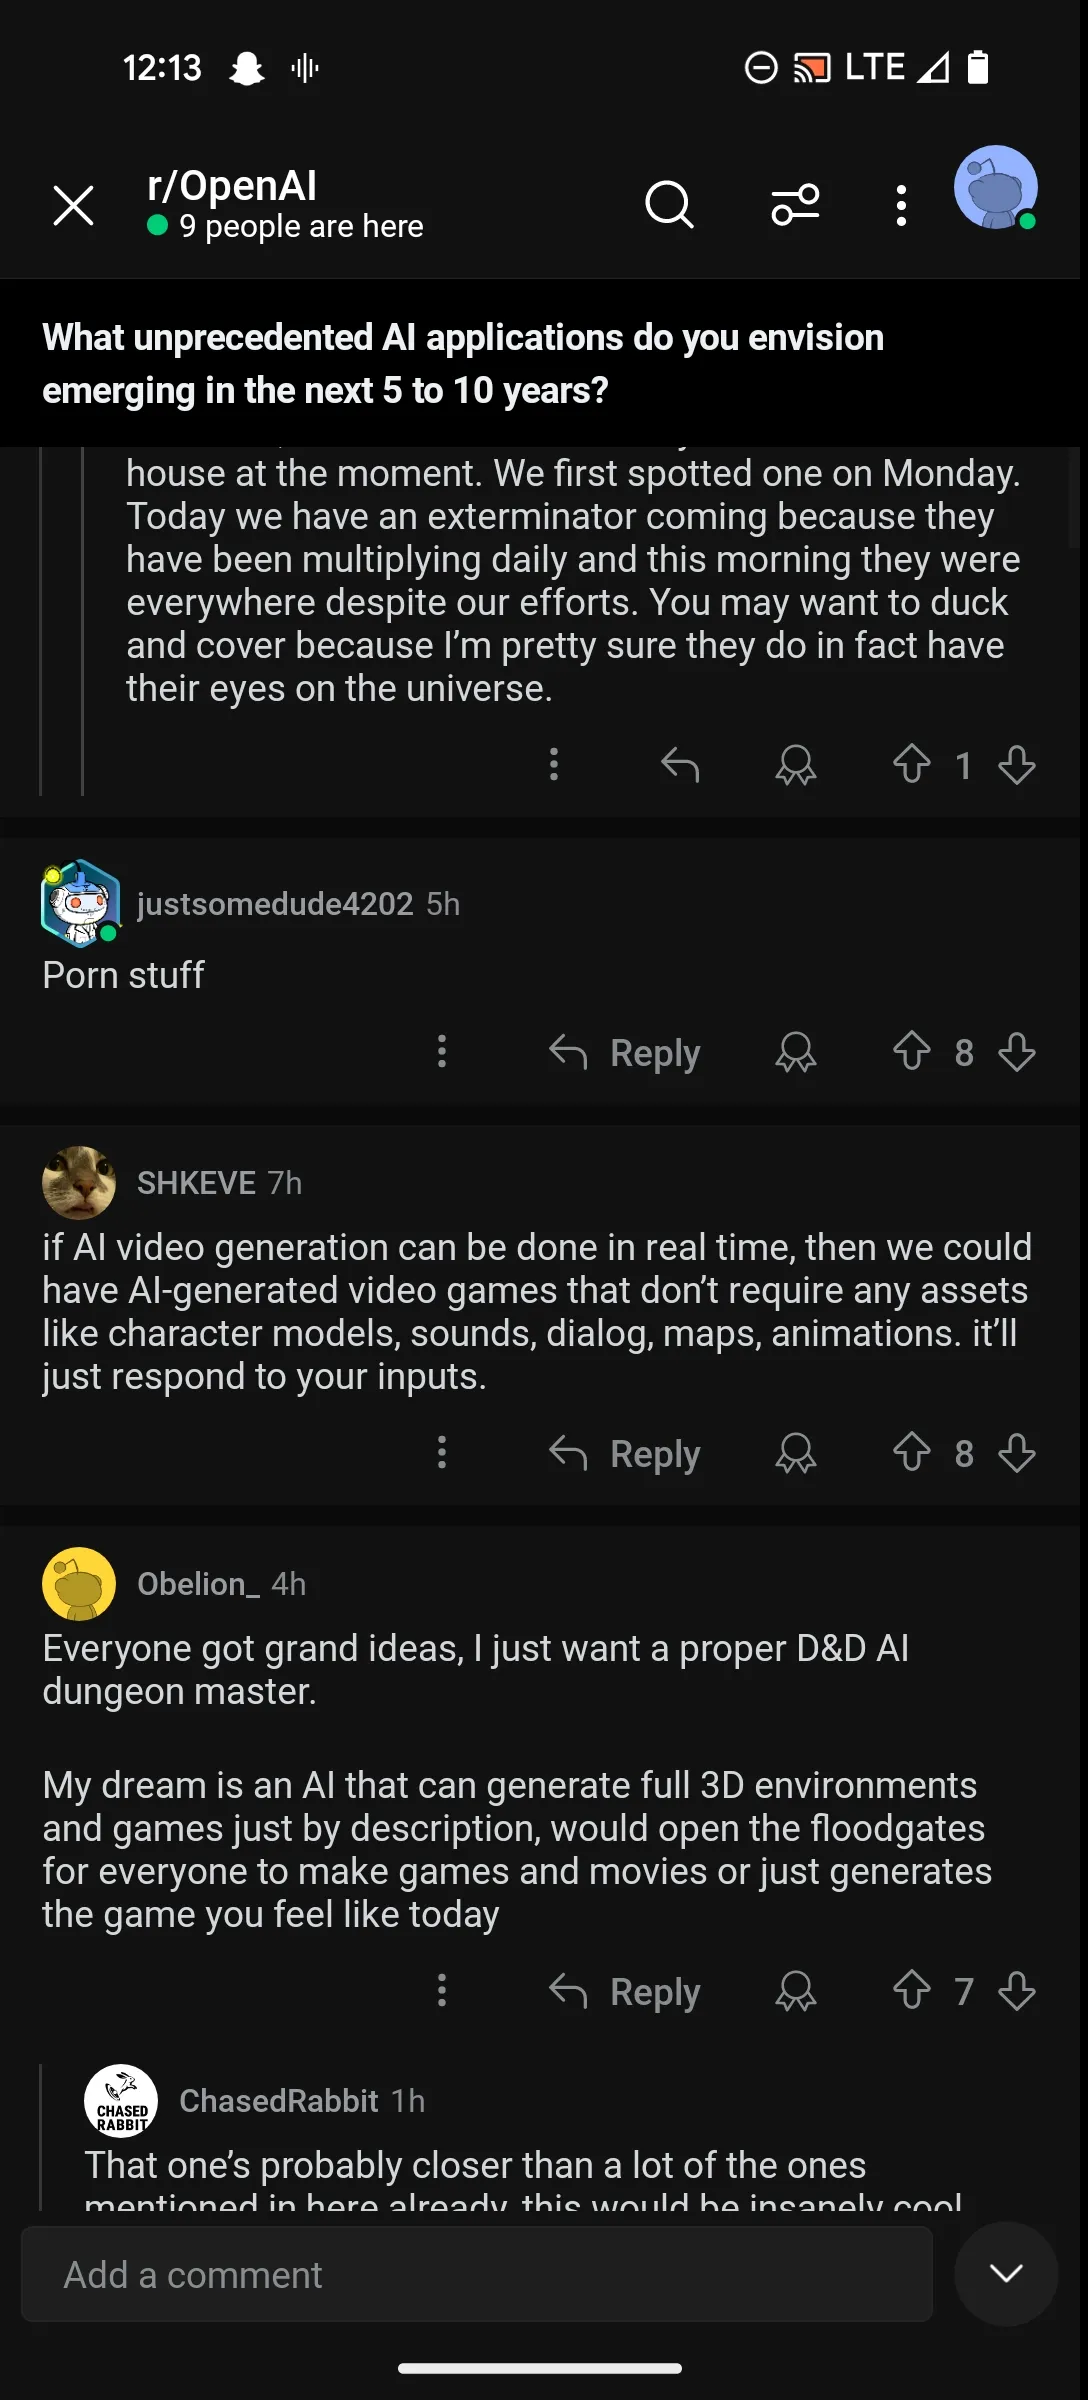 12:13
LTE
r/OpenAI
9 people are here
What unprecedented AI applications do you envision
emerging in the next 5 to 10 years?
house at the moment. We first spotted one on Monday.
Today we have an exterminator coming because they
have been multiplying daily and this morning they were
everywhere despite our efforts. You may want to duck
and cover because I’m pretty sure they do in fact have
their eyes on the universe.
1
justsomedude4202 5h
Porn stuff
Reply 8
SHKEVE 7h
if AI video generation can be done in real time, then we could
have AI-generated video games that don’t require any assets
like character models, sounds, dialog, maps, animations. it’ll
just respond to your inputs.
Reply 8
Obelion_ 4h
Everyone got grand ideas, I just want a proper D&D AI
dungeon master.
My dream is an AI that can generate full 3D environments
and games just by description, would open the floodgates
for everyone to make games and movies or just generates
the game you feel like today
Reply 7
CHASED
RABBIT
ChasedRabbit 1h
That one’s probably closer than a lot of the ones
mentioned in here already, this would be insanely cool
Add a comment